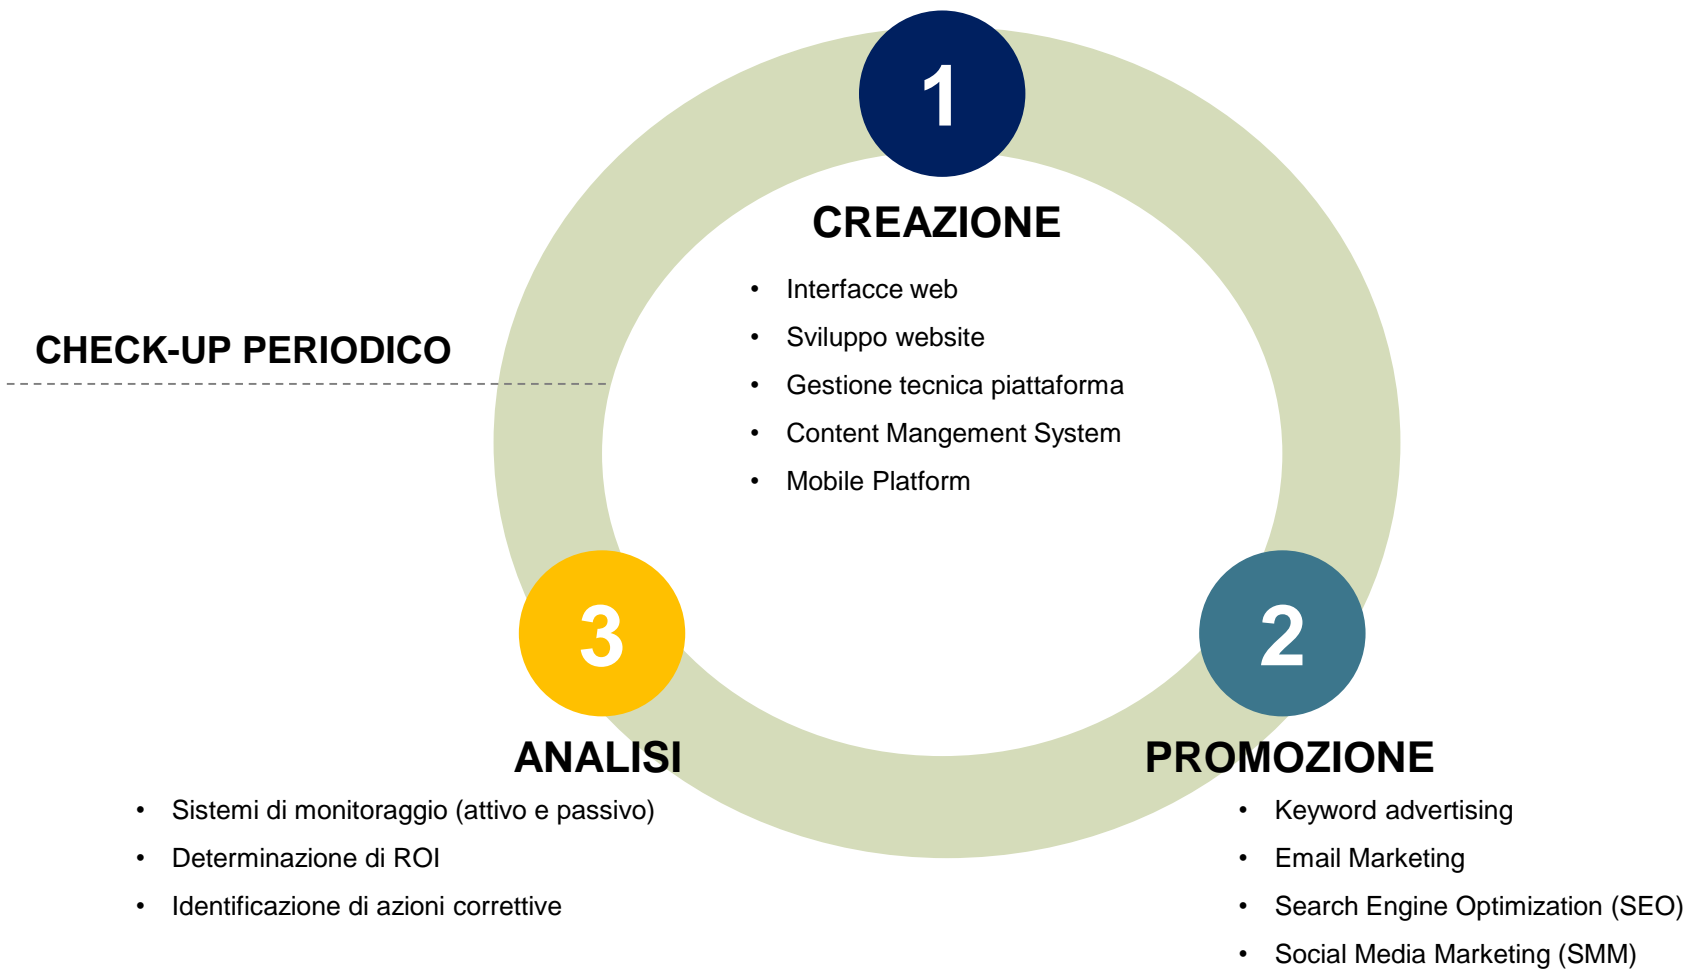 1
CREAZIONE
• Interfacce web
• Sviluppo website
• Gestione tecnica piattaforma
• Content Mangement System
• Mobile Platform
CHECK-UP PERIODICO
3
ANALISI
• Sistemi di monitoraggio (attivo e passivo)
• Determinazione di ROI
• Identificazione di azioni correttive
2
PROMOZIONE
• Keyword advertising
• Email Marketing
• Search Engine Optimization (SEO)
• Social Media Marketing (SMM)